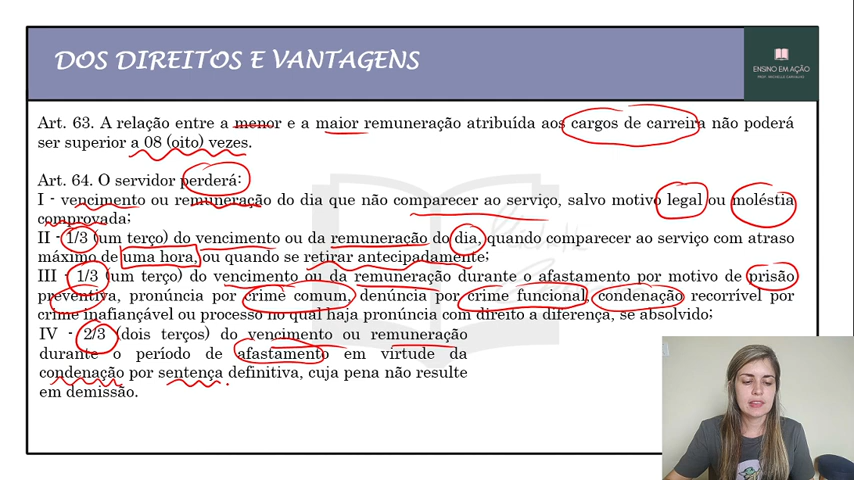 DOS DIREITOS E VANTAGENS
ENSINO EM AÇÃO
PROF. MICHELLE CARVALHO
Art. 63. A relação entre a menor e a maior remuneração atribuída aos cargos de carreira não poderá
ser superior a 08 (oito) vezes.
Art. 64. O servidor perderá:
I - vencimento ou remuneração do dia que não comparecer ao serviço, salvo motivo legal ou moléstia
comprovada;
II - 1/3 (um terço) do vencimento ou da remuneração do dia, quando comparecer ao serviço com atraso
máximo de uma hora, ou quando se retirar antecipadamente;
III - 1/3 (um terço) do vencimento ou da remuneração durante o afastamento por motivo de prisão
preventiva, pronúncia por crime comum, denúncia por crime funcional, condenação recorrível por
crime inafiançável ou processo no qual haja pronúncia com direito a diferença, se absolvido;
IV - 2/3 (dois terços) do vencimento ou remuneração
durante o período de afastamento em virtude da
condenação por sentença definitiva, cuja pena não resulte
em demissão.